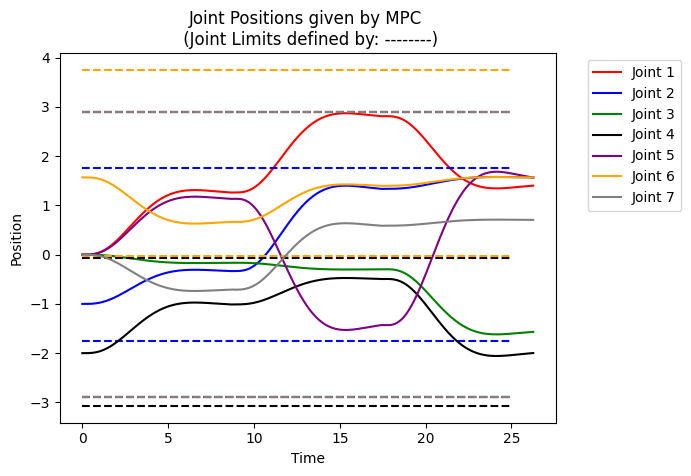 Joint Positions given by MPC
(Joint Limits defined by: --------)
Position
4
3
2
1
0
−1
−2
−3
0
5
10
15
20
25
Time
Joint 1
Joint 2
Joint 3
Joint 4
Joint 5
Joint 6
Joint 7